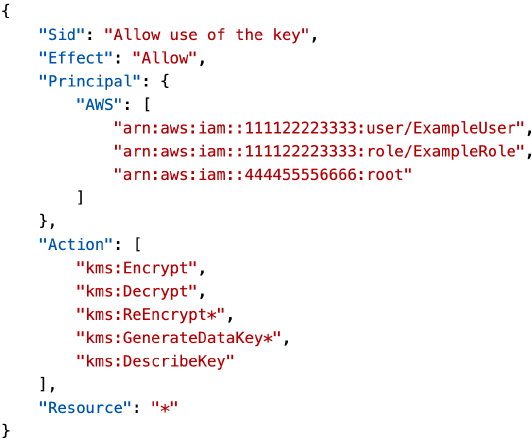 {
    "Sid": "Allow use of the key",
    "Effect": "Allow",
    "Principal": {
        "AWS": [
            "arn:aws:iam::111122223333:user/ExampleUser",
            "arn:aws:iam::111122223333:role/ExampleRole",
            "arn:aws:iam::444455556666:root"
        ]
    },
    "Action": [
        "kms:Encrypt",
        "kms:Decrypt",
        "kms:ReEncrypt*",
        "kms:GenerateDataKey*",
        "kms:DescribeKey"
    ],
    "Resource": "*"
}